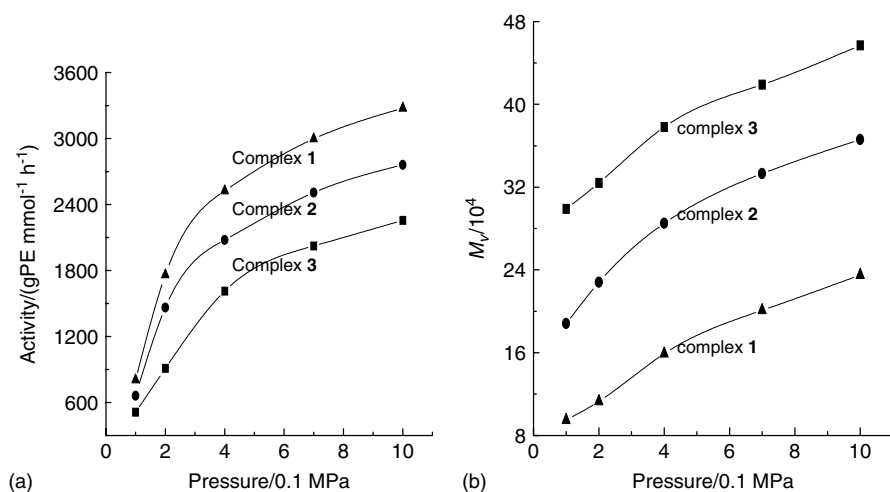 (a)
Activity/(gPE mmol⁻¹ h⁻¹)
3600
3000
2400
1800
1200
600
Complex 1
Complex 2
Complex 3
0 2 4 6 8 10
Pressure/0.1 MPa
(b)
Mᵥ/10⁴
48
40
32
24
16
8
complex 3
complex 2
complex 1
0 2 4 6 8 10
Pressure/0.1 MPa